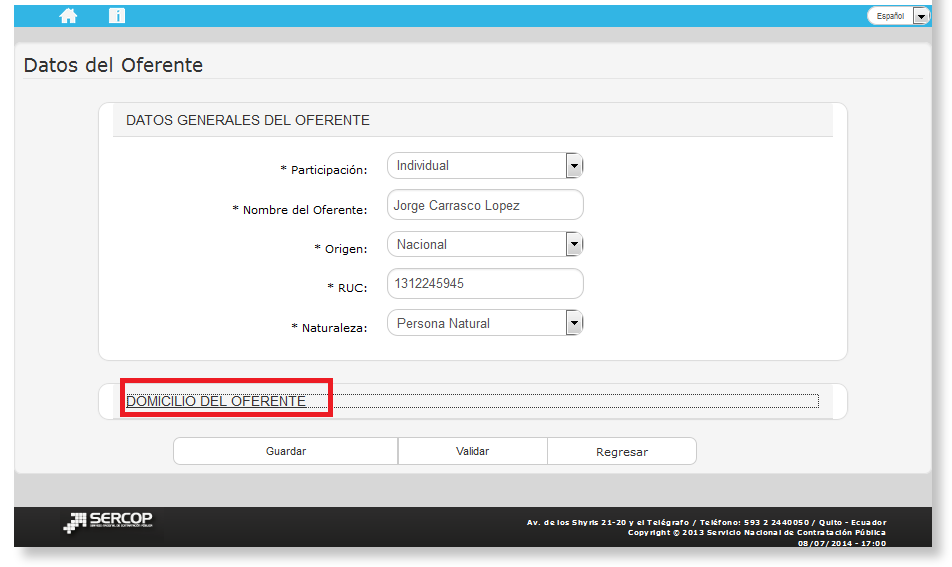 Español
Datos del Oferente
DATOS GENERALES DEL OFERENTE
* Participación: Individual
* Nombre del Oferente: Jorge Carrasco Lopez
* Origen: Nacional
* RUC: 1312245945
* Naturaleza: Persona Natural
DOMICILIO DEL OFERENTE
Guardar Validar Regresar
SERCOP
Av. de los Shyris 21-20 y el Telégrafo / Teléfono: 593 2 2440050 / Quito - Ecuador
Copyright © 2013 Servicio Nacional de Contratación Pública
08/07/2014 - 17:00